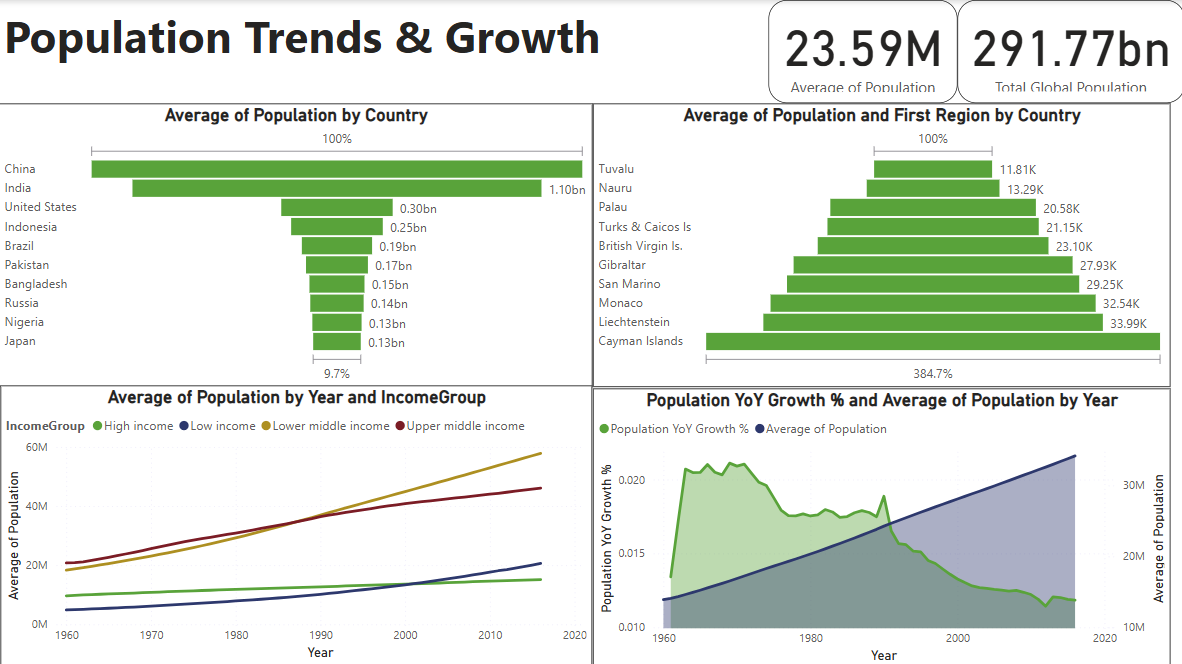 Population Trends & Growth
23.59M
Average of Population
291.77bn
Total Global Population
Average of Population by Country
100%
China
India 1.10bn
United States 0.30bn
Indonesia 0.25bn
Brazil 0.19bn
Pakistan 0.17bn
Bangladesh 0.15bn
Russia 0.14bn
Nigeria 0.13bn
Japan 0.13bn
9.7%
Average of Population and First Region by Country
100%
Tuvalu 11.81K
Nauru 13.29K
Palau 20.58K
Turks & Caicos Is 21.15K
British Virgin Is. 23.10K
Gibraltar 27.93K
San Marino 29.25K
Monaco 32.54K
Liechtenstein 33.99K
Cayman Islands
384.7%
Average of Population by Year and IncomeGroup
IncomeGroup High income Low income Lower middle income Upper middle income
Average of Population
60M
40M
20M
0M
1960 1970 1980 1990 2000 2010 2020
Year
Population YoY Growth % and Average of Population by Year
Population YoY Growth % Average of Population
Population YoY Growth %
0.020
0.015
0.010
30M
20M
10M
Average of Population
1960 1980 2000 2020
Year